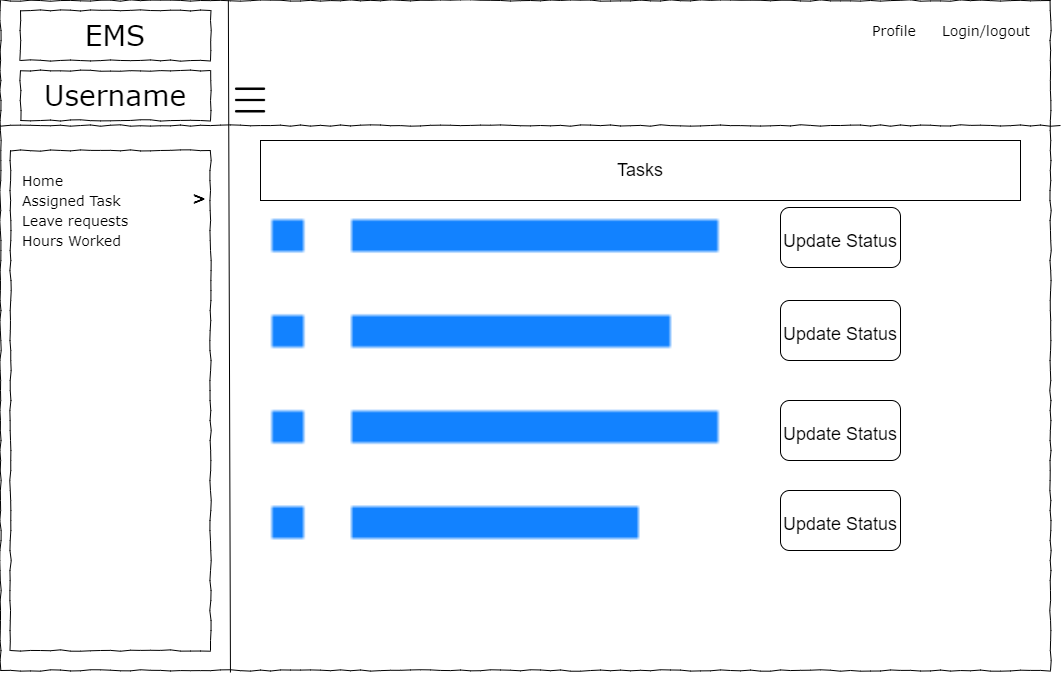 EMS
Username
Profile
Login/logout
Home
Assigned Task
>
Leave requests
Hours Worked
Tasks
Update Status
Update Status
Update Status
Update Status